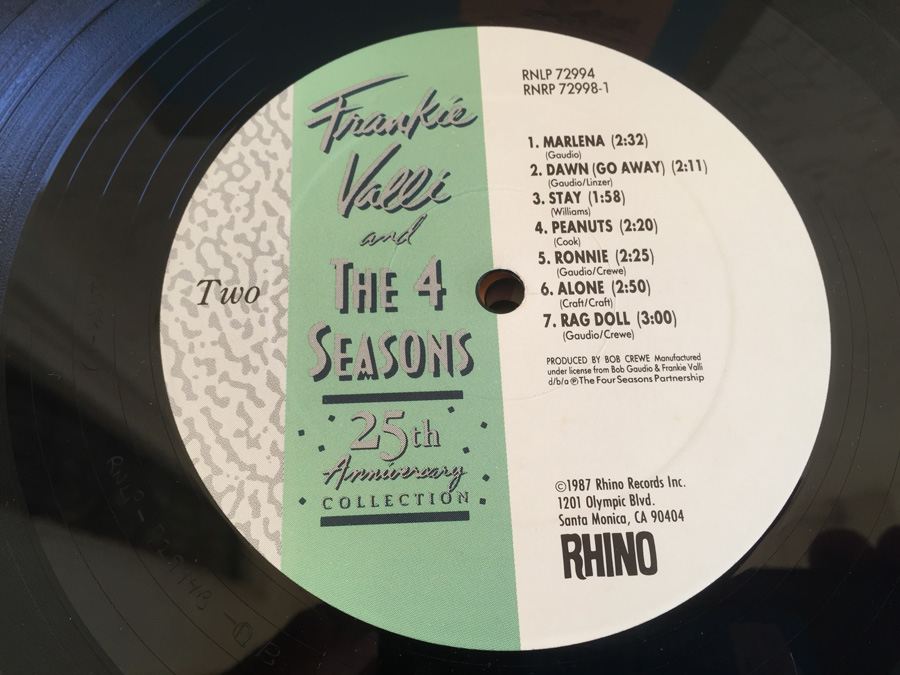 Two
Frankie
Valli
and
THE 4
SEASONS
25th
Anniversary
COLLECTION
RNLP 72994
RNRP 72998-1
1. MARLENA (2:32)
(Gaudio)
2. DAWN (GO AWAY) (2:11)
(Gaudio/Linzer)
3. STAY (1:58)
(Williams)
4. PEANUTS (2:20)
(Cook)
5. RONNIE (2:25)
(Gaudio/Crewe)
6. ALONE (2:50)
(Craft/Craft)
7. RAG DOLL (3:00)
(Gaudio/Crewe)
PRODUCED BY BOB CREWE Manufactured
under license from Bob Gaudio & Frankie Valli
d/b/a ℗The Four Seasons Partnership
©1987 Rhino Records Inc.
1201 Olympic Blvd.
Santa Monica, CA 90404
RHINO